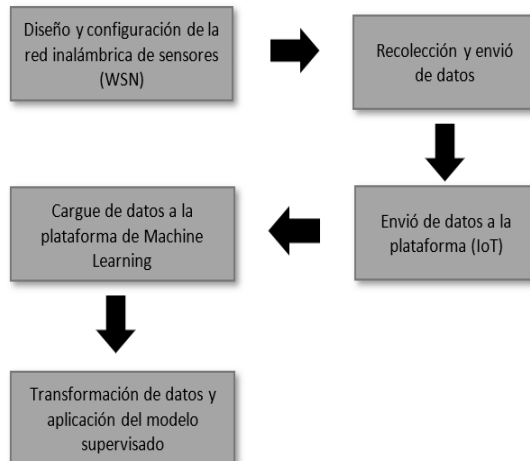 Diseño y configuración de la
red inalámbrica de sensores
(WSN)
Recolección y envió
de datos
Envió de datos a la
plataforma (IoT)
Cargue de datos a la
plataforma de Machine
Learning
Transformación de datos y
aplicación del modelo
supervisado